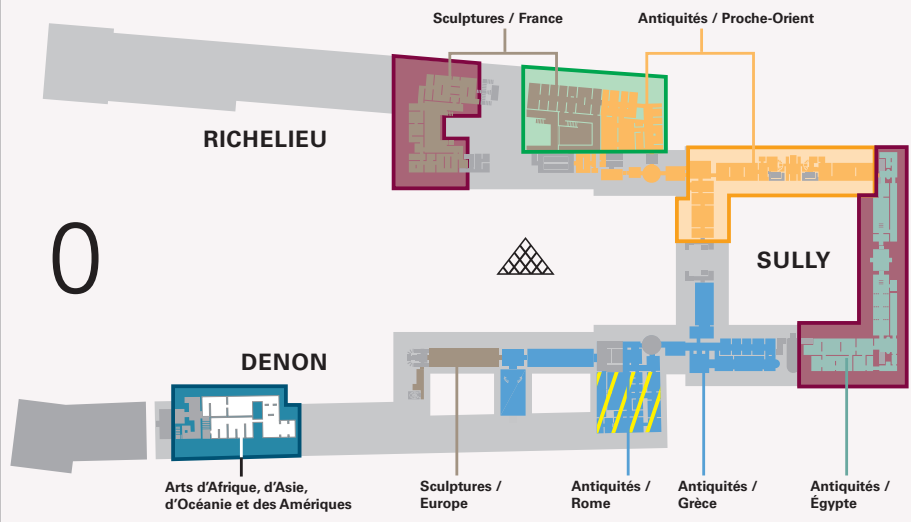 Sculptures / France
Antiquités / Proche-Orient
RICHELIEU
0
SULLY
DENON
Arts d'Afrique, d'Asie,
d'Océanie et des Amériques
Sculptures /
Europe
Antiquités /
Rome
Antiquités /
Grèce
Antiquités /
Égypte